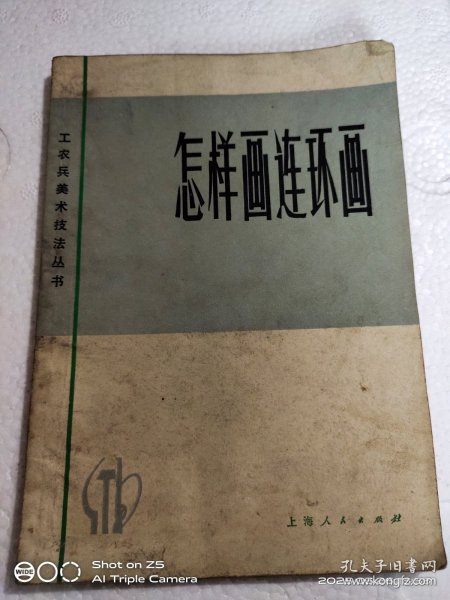 怎样画连环画
工农兵美术技法丛书
上海人民出版社
Shot on Z5
AI Triple Camera
孔夫子旧书网